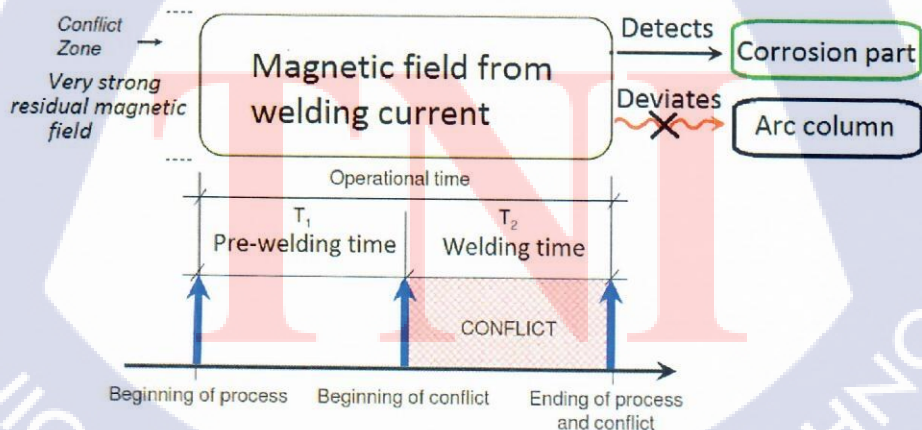 Conflict
Zone
Very strong
residual magnetic
field
Magnetic field from
welding current
Detects
Corrosion part
Deviates
Arc column
Operational time
T1
Pre-welding time
T2
Welding time
CONFLICT
Beginning of process
Beginning of conflict
Ending of process
and conflict
TNI